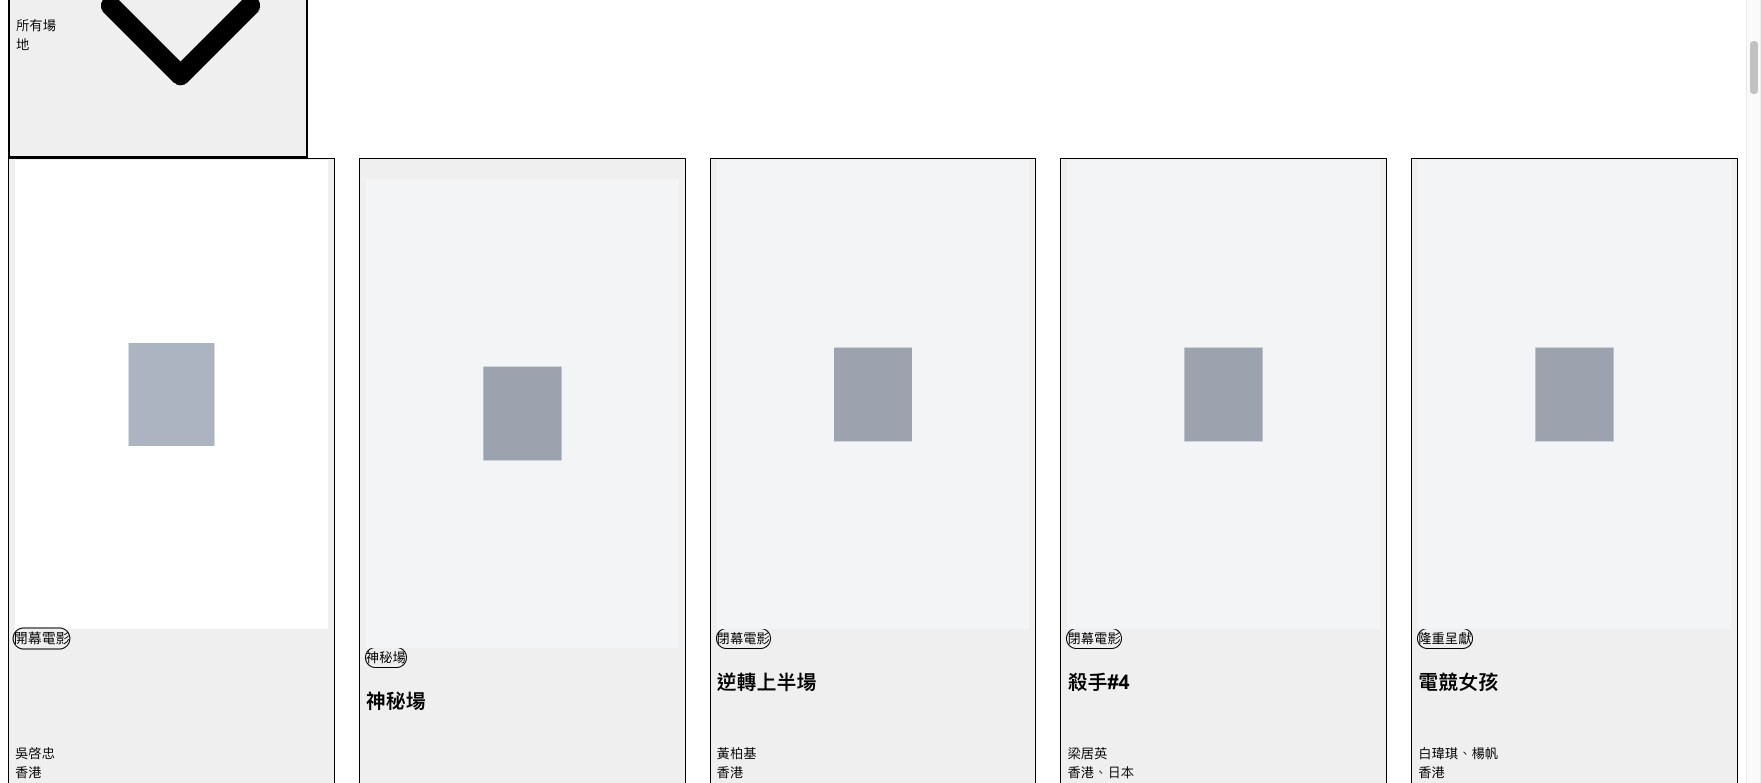 所有場
地
開幕電影
吳啓忠
香港
神秘場
神秘場
閉幕電影
逆轉上半場
黃柏基
香港
閉幕電影
殺手#4
梁居英
香港、日本
隆重呈獻
電競女孩
白瑋琪、楊帆
香港